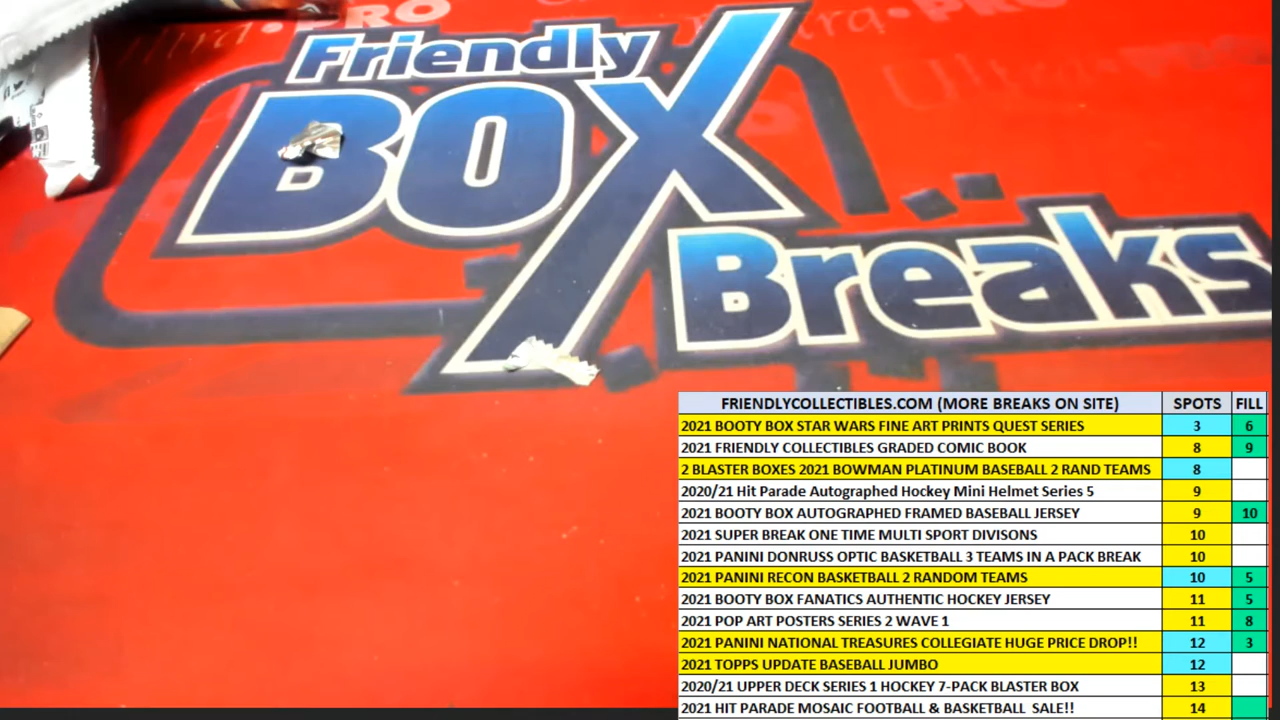 PRO
Ultra•PRO
Friendly
BOX
Breaks
FRIENDLYCOLLECTIBLES.COM (MORE BREAKS ON SITE) SPOTS FILL
2021 BOOTY BOX STAR WARS FINE ART PRINTS QUEST SERIES 3 6
2021 FRIENDLY COLLECTIBLES GRADED COMIC BOOK 8 9
2 BLASTER BOXES 2021 BOWMAN PLATINUM BASEBALL 2 RAND TEAMS 8
2020/21 Hit Parade Autographed Hockey Mini Helmet Series 5 9
2021 BOOTY BOX AUTOGRAPHED FRAMED BASEBALL JERSEY 9 10
2021 SUPER BREAK ONE TIME MULTI SPORT DIVISONS 10
2021 PANINI DONRUSS OPTIC BASKETBALL 3 TEAMS IN A PACK BREAK 10
2021 PANINI RECON BASKETBALL 2 RANDOM TEAMS 10 5
2021 BOOTY BOX FANATICS AUTHENTIC HOCKEY JERSEY 11 5
2021 POP ART POSTERS SERIES 2 WAVE 1 11 8
2021 PANINI NATIONAL TREASURES COLLEGIATE HUGE PRICE DROP!! 12 3
2021 TOPPS UPDATE BASEBALL JUMBO 12
2020/21 UPPER DECK SERIES 1 HOCKEY 7-PACK BLASTER BOX 13
2021 HIT PARADE MOSAIC FOOTBALL & BASKETBALL SALE!! 14